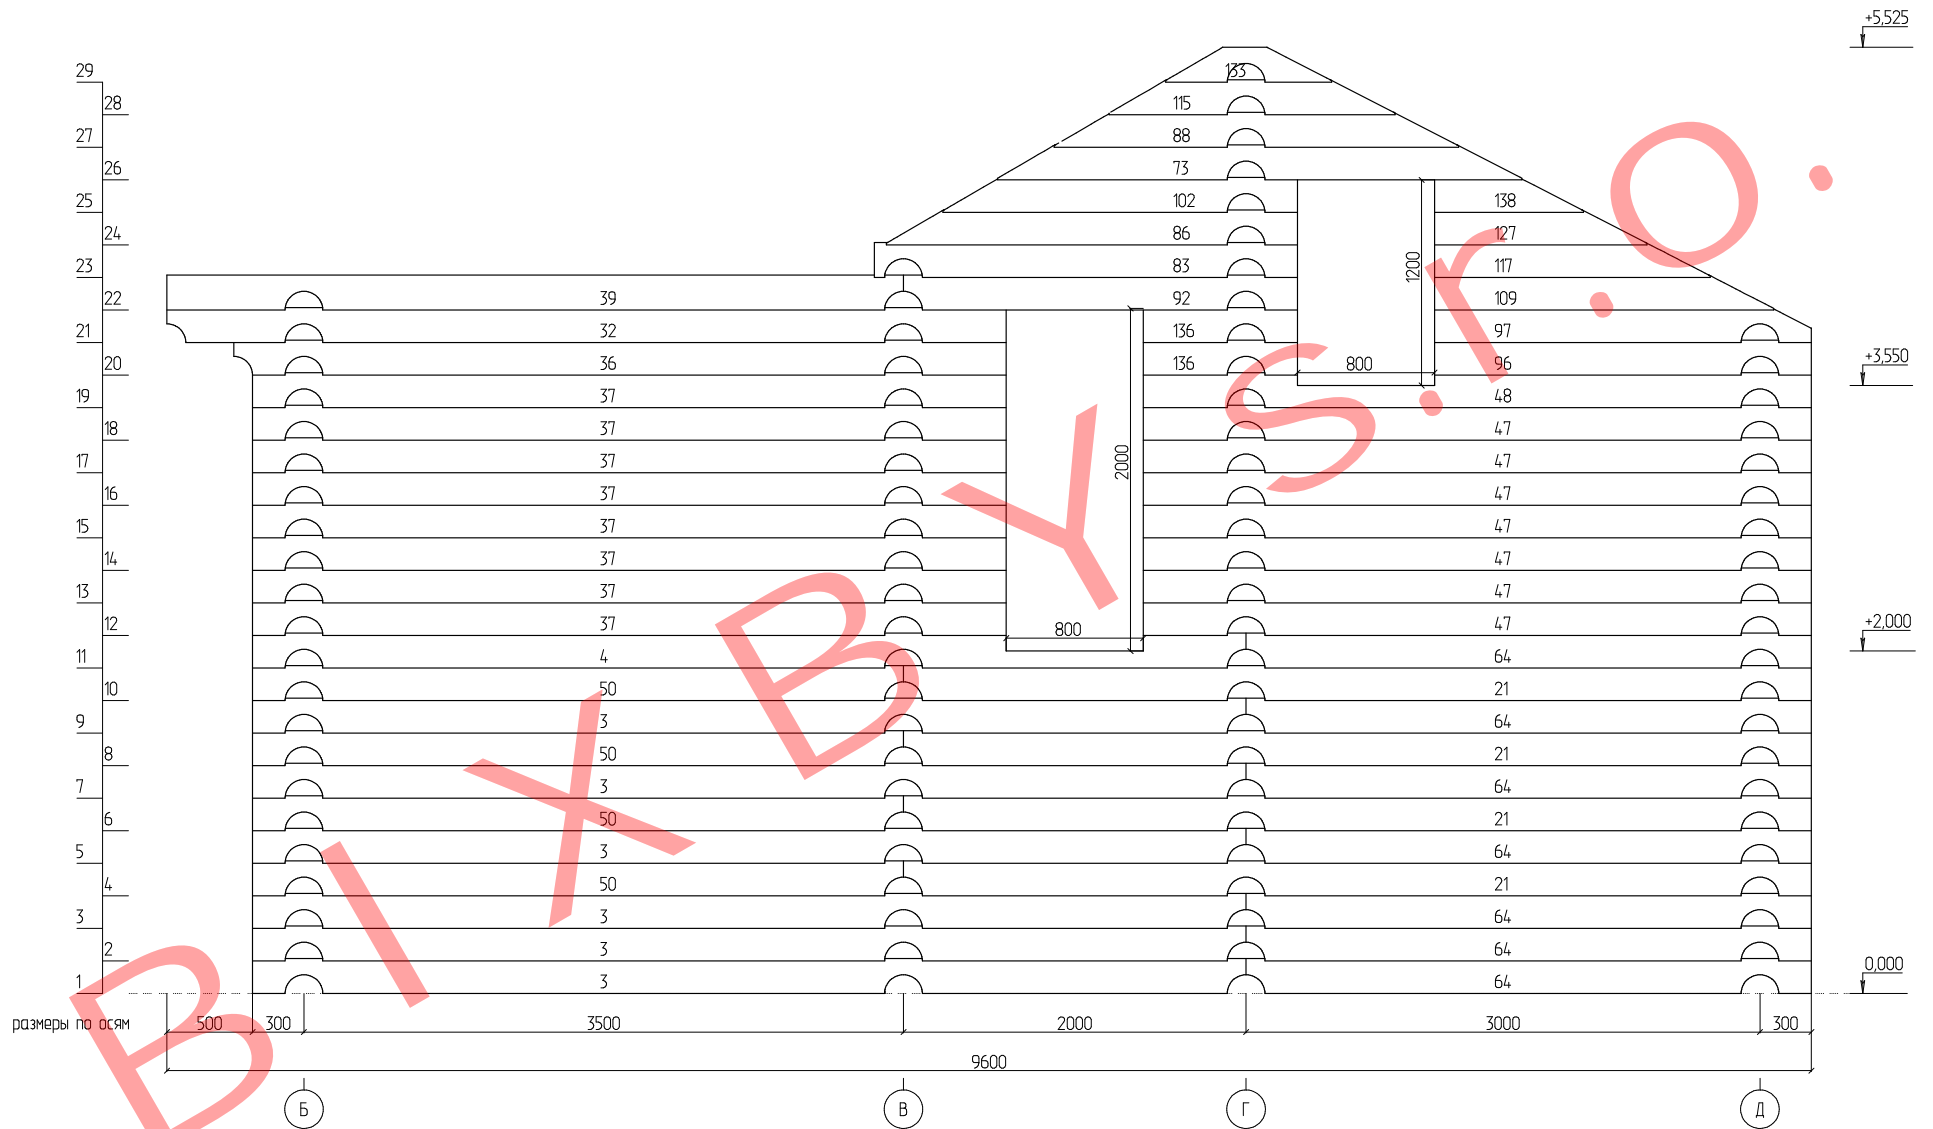 +5,525
29 133
28 115
27 88
26 73
25 102 138
24 86 127
23 83 117
1200
22 39 92 109
21 32 136 97
20 36 136 800 96 +3,550
19 37 48
18 37 47
17 37 2000 47
16 37 47
15 37 47
14 37 47
13 37 47
12 37 800 47 +2,000
11 4 64
10 50 21
9 3 64
8 50 21
7 3 64
6 50 21
5 3 64
4 50 21
3 3 64
2 3 64
1 3 64 0,000
размеры по осям 500 300 3500 2000 3000 300
9600
Б В Г Д
BIXBY s.r.o.